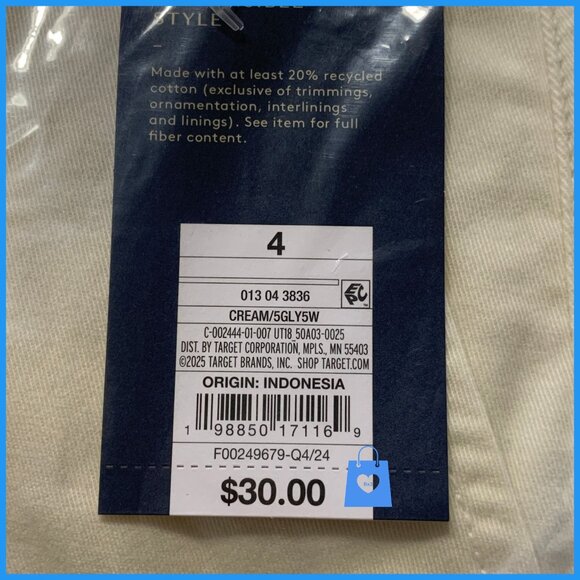 STYLE
–
Made with at least 20% recycled
cotton (exclusive of trimmings,
ornamentation, interlinings
and linings). See item for full
fiber content.
4
013 04 3836
EPC
CREAM/5GLY5W
C-002444-01-007 UT18_50A03-0025
DIST. BY TARGET CORPORATION, MPLS., MN 55403
©2025 TARGET BRANDS, INC. SHOP TARGET.COM
ORIGIN: INDONESIA
1 98850 17116 9
F00249679-Q4/24
$30.00